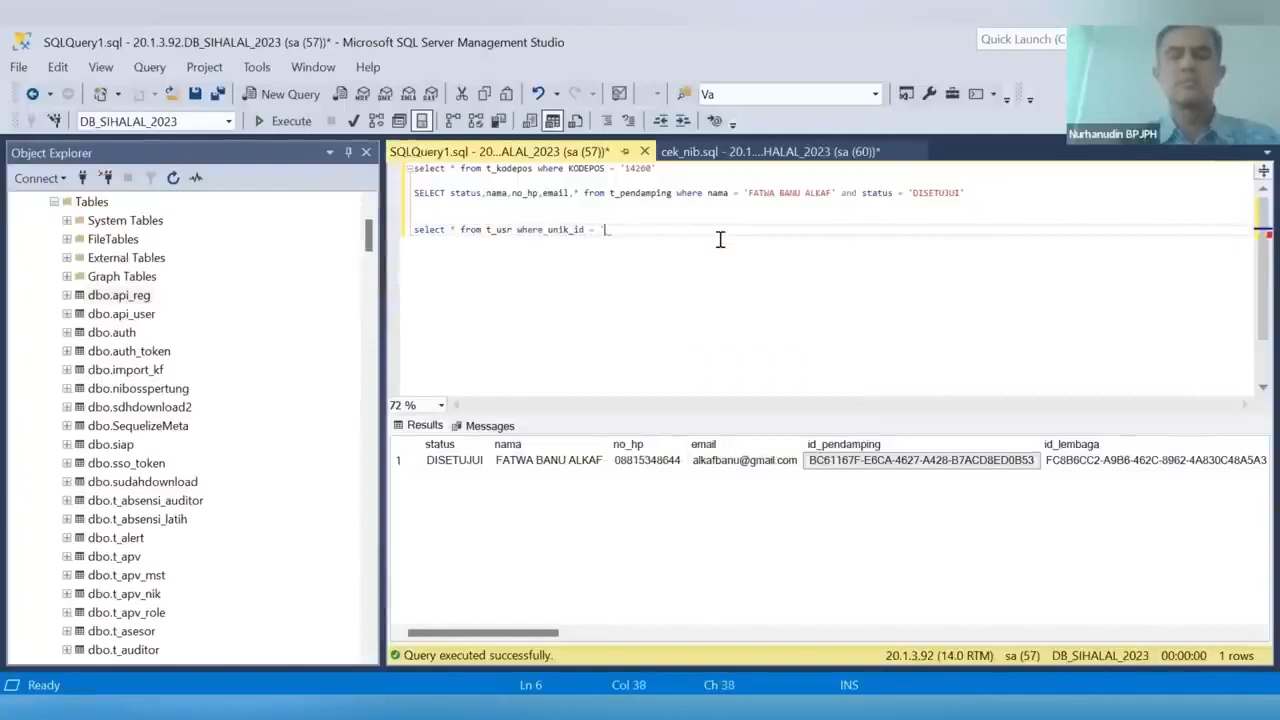 SQLQuery1.sql - 20.1.3.92.DB_SIHALAL_2023 (sa (57))* - Microsoft SQL Server Management Studio
Quick Launch (C
File Edit View Query Project Tools Window Help
New Query
Va
DB_SIHALAL_2023
Execute
Nurhanudin BPJPH
Object Explorer
SQLQuery1.sql - 20...ALAL_2023 (sa (57))*
cek_nib.sql - 20.1....HALAL_2023 (sa (60))*
Connect
select * from t_kodepos where KODEPOS = '14260'
SELECT status,nama,no_hp,email,* from t_pendamping where nama = 'FATWA BANU ALKAF' and status = 'DISETUJUI'
select * from t_usr where_unik_id = '
Tables
System Tables
FileTables
External Tables
Graph Tables
dbo.api_reg
dbo.api_user
dbo.auth
dbo.auth_token
dbo.import_kf
dbo.nibosspertung
dbo.sdhdownload2
dbo.SequelizeMeta
dbo.siap
dbo.sso_token
dbo.sudahdownload
dbo.t_absensi_auditor
dbo.t_absensi_latih
dbo.t_alert
dbo.t_apv
dbo.t_apv_mst
dbo.t_apv_nik
dbo.t_apv_role
dbo.t_asesor
dbo.t_auditor
72 %
Results Messages
status nama no_hp email id_pendamping id_lembaga
1 DISETUJUI FATWA BANU ALKAF 08815348644 alkafbanu@gmail.com BC61167F-E6CA-4627-A428-B7ACD8ED0B53 FC8B6CC2-A9B6-462C-8962-4A830C48A5A3
Query executed successfully.
20.1.3.92 (14.0 RTM) sa (57) DB_SIHALAL_2023 00:00:00 1 rows
Ready
Ln 6 Col 38 Ch 38 INS